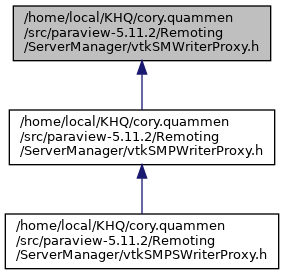 /home/local/KHQ/cory.quammen
/src/paraview-5.11.2/Remoting
/ServerManager/vtkSMWriterProxy.h
/home/local/KHQ/cory.quammen
/src/paraview-5.11.2/Remoting
/ServerManager/vtkSMPWriterProxy.h
/home/local/KHQ/cory.quammen
/src/paraview-5.11.2/Remoting
/ServerManager/vtkSMPSWriterProxy.h